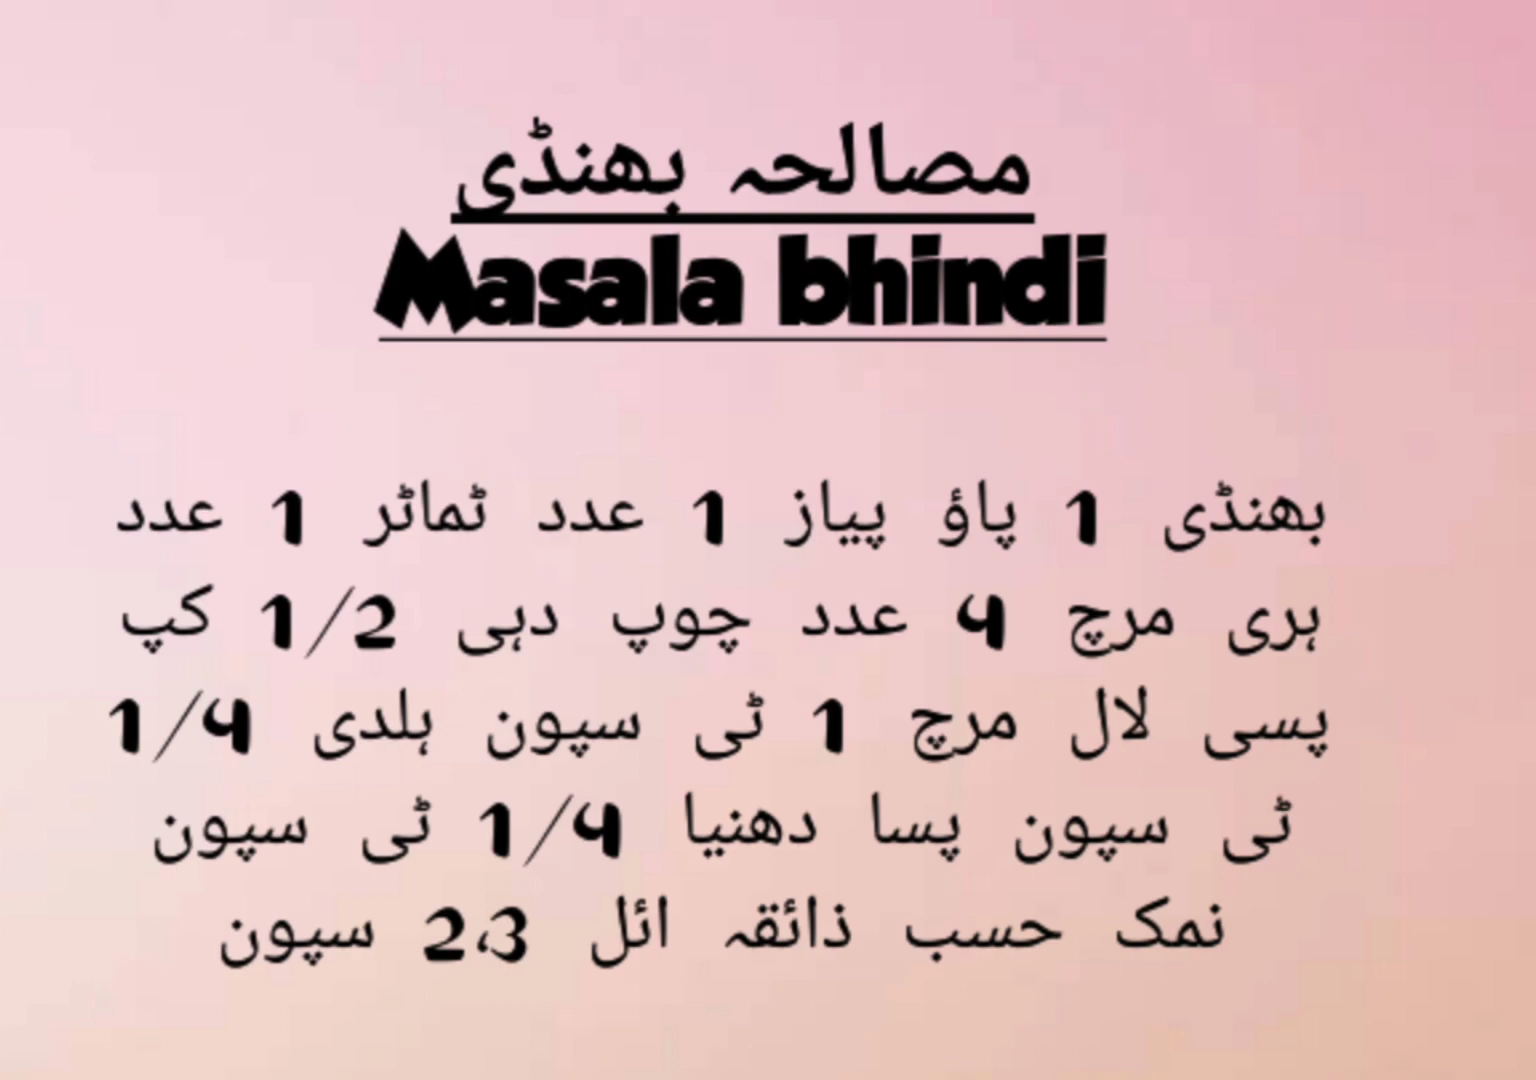 مصالحہ بھنڈی
Masala bhindi
بھنڈی 1 پاؤ پیاز 1 عدد ٹماٹر 1 عدد
ہری مرچ 4 عدد چوپ دہی 1/2 کپ
پسی لال مرچ 1 ٹی سپون ہلدی 1/4
ٹی سپون پسا دھنیا 1/4 ٹی سپون
نمک حسب ذائقہ ائل 2،3 سپون